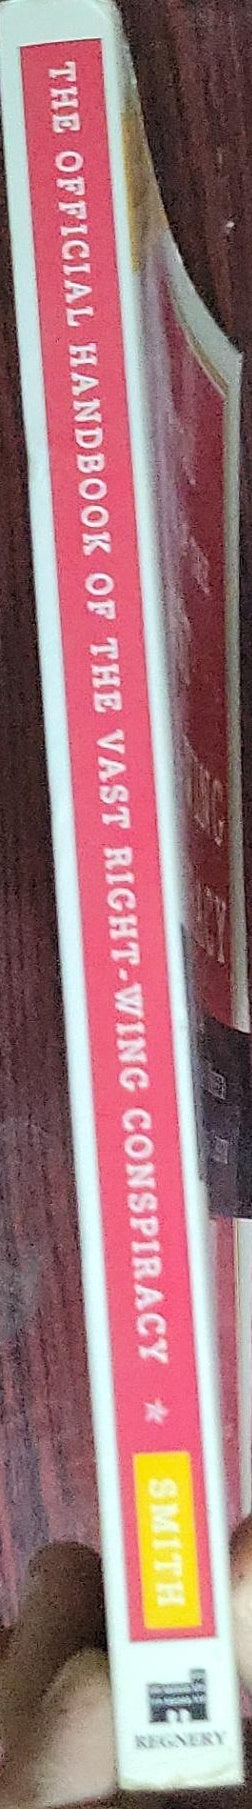 THE OFFICIAL HANDBOOK OF THE VAST RIGHT-WING CONSPIRACY ★
SMITH
REGNERY